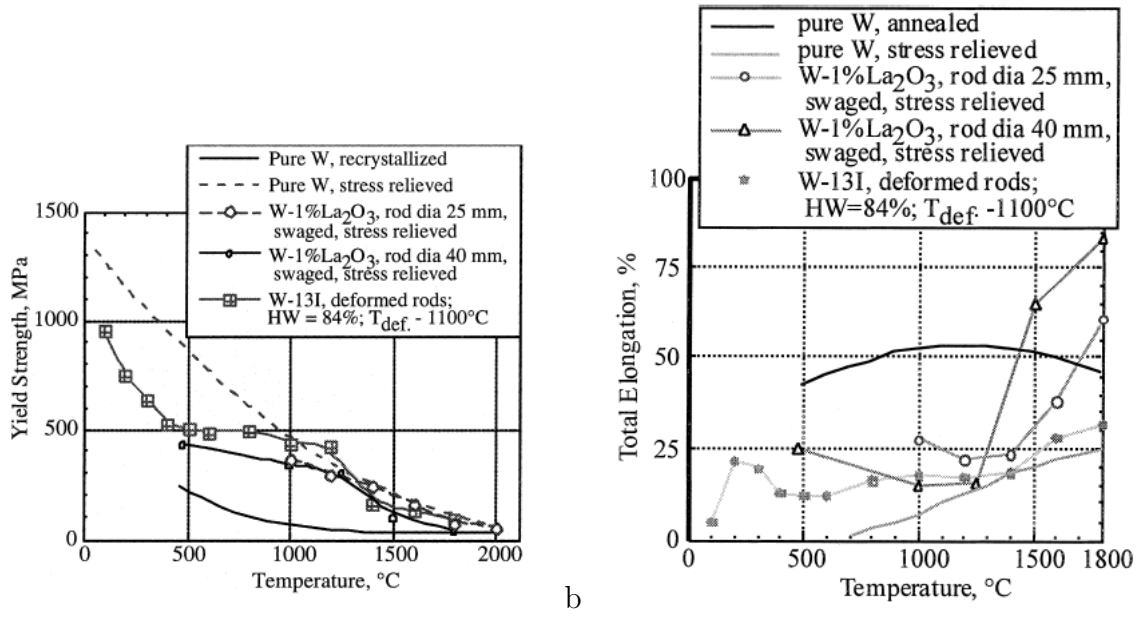 Pure W, recrystallized
Pure W, stress relieved
W-1%La2O3, rod dia 25 mm,
swaged, stress relieved
W-1%La2O3, rod dia 40 mm,
swaged, stress relieved
W-13I, deformed rods;
HW = 84%; Tdef. - 1100°C
Yield Strength, MPa
1500
1000
500
0
0 500 1000 1500 2000
Temperature, °C
b
pure W, annealed
pure W, stress relieved
W-1%La2O3, rod dia 25 mm,
swaged, stress relieved
W-1%La2O3, rod dia 40 mm,
swaged, stress relieved
W-13I, deformed rods;
HW=84%; Tdef. -1100°C
Total Elongation, %
100
75
50
25
0
0 500 1000 1500 1800
Temperature, °C